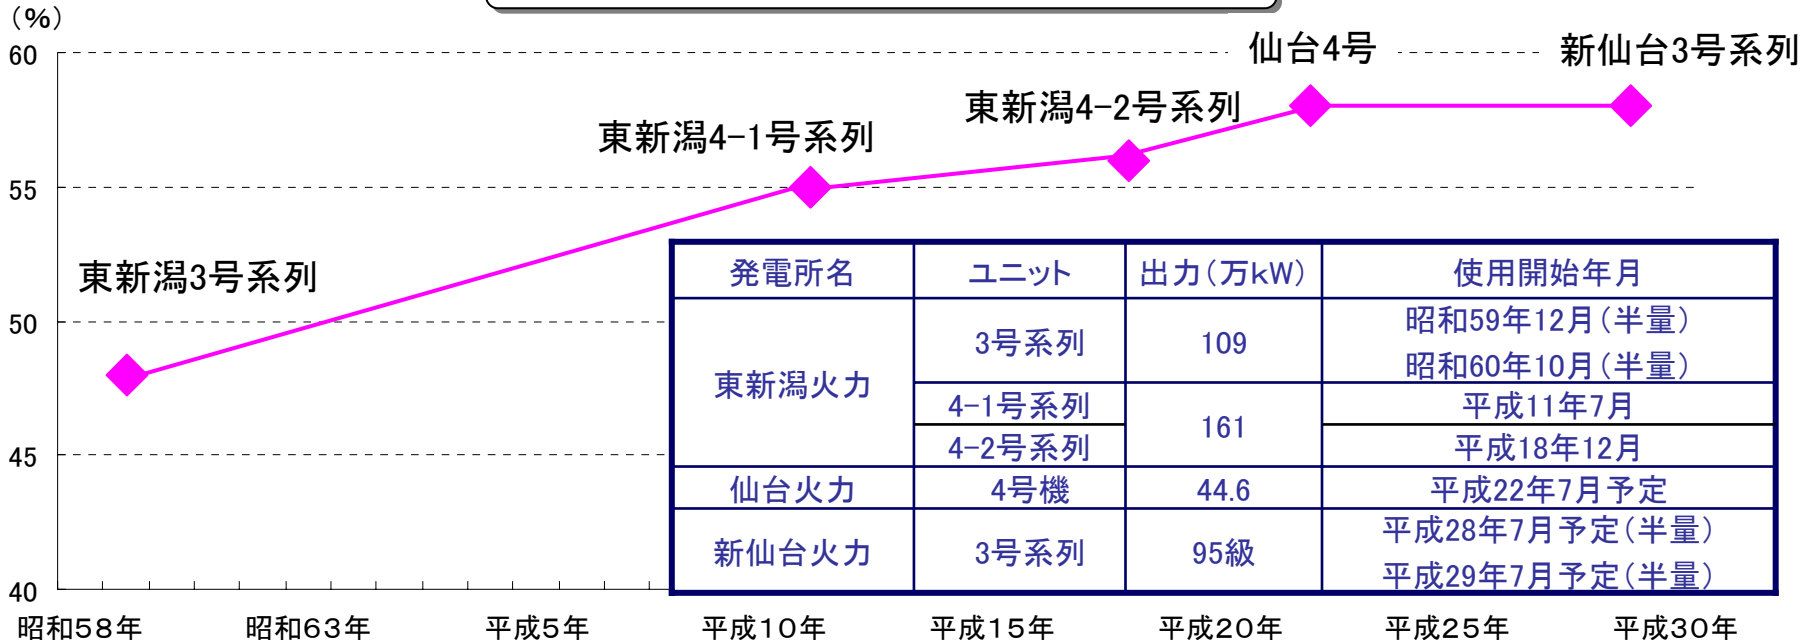 （％）
60
仙台4号
新仙台3号系列
東新潟4-2号系列
東新潟4-1号系列
55
東新潟3号系列
50
45
40
発電所名 ユニット 出力（万kW） 使用開始年月
東新潟火力 3号系列 109 昭和59年12月（半量）
昭和60年10月（半量）
4-1号系列 161 平成11年7月
4-2号系列 平成18年12月
仙台火力 4号機 44.6 平成22年7月予定
新仙台火力 3号系列 95級 平成28年7月予定（半量）
平成29年7月予定（半量）
昭和５８年 昭和６３年 平成５年 平成１０年 平成１５年 平成２０年 平成２５年 平成３０年